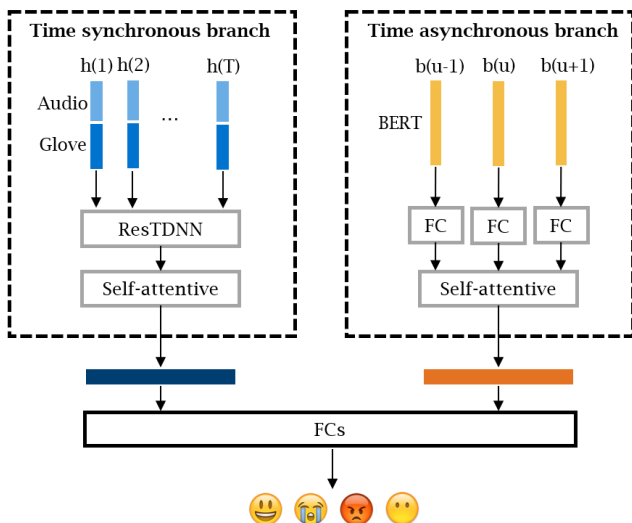 Time synchronous branch
h(1) h(2) h(T)
Audio
...
Glove
ResTDNN
Self-attentive
Time asynchronous branch
b(u-1) b(u) b(u+1)
BERT
FC FC FC
Self-attentive
FCs